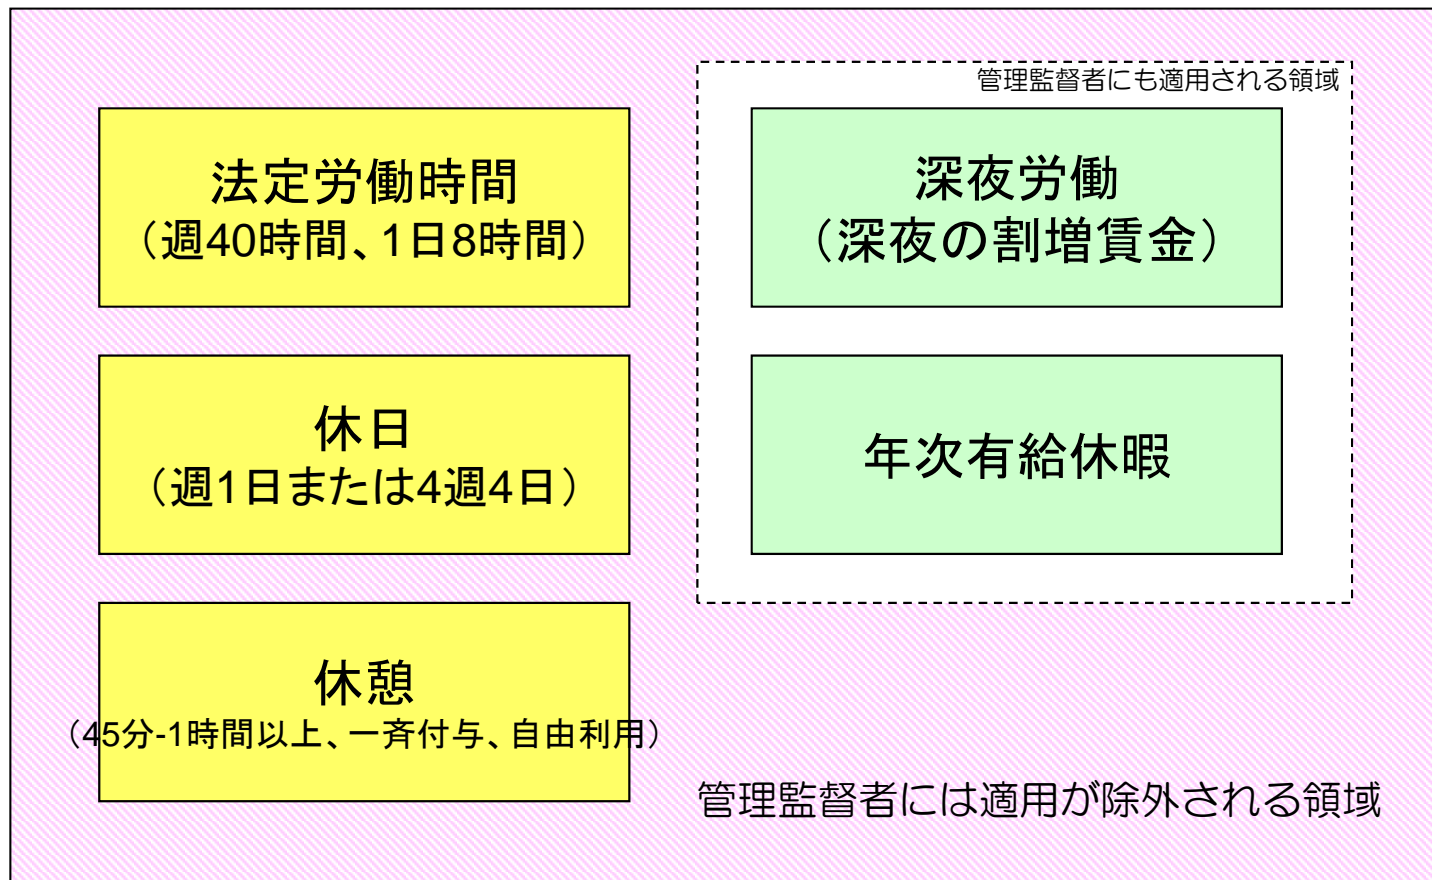 法定労働時間
（週40時間、1日8時間）
休日
（週1日または4週4日）
休憩
（45分-1時間以上、一斉付与、自由利用）
管理監督者にも適用される領域
深夜労働
（深夜の割増賃金）
年次有給休暇
管理監督者には適用が除外される領域